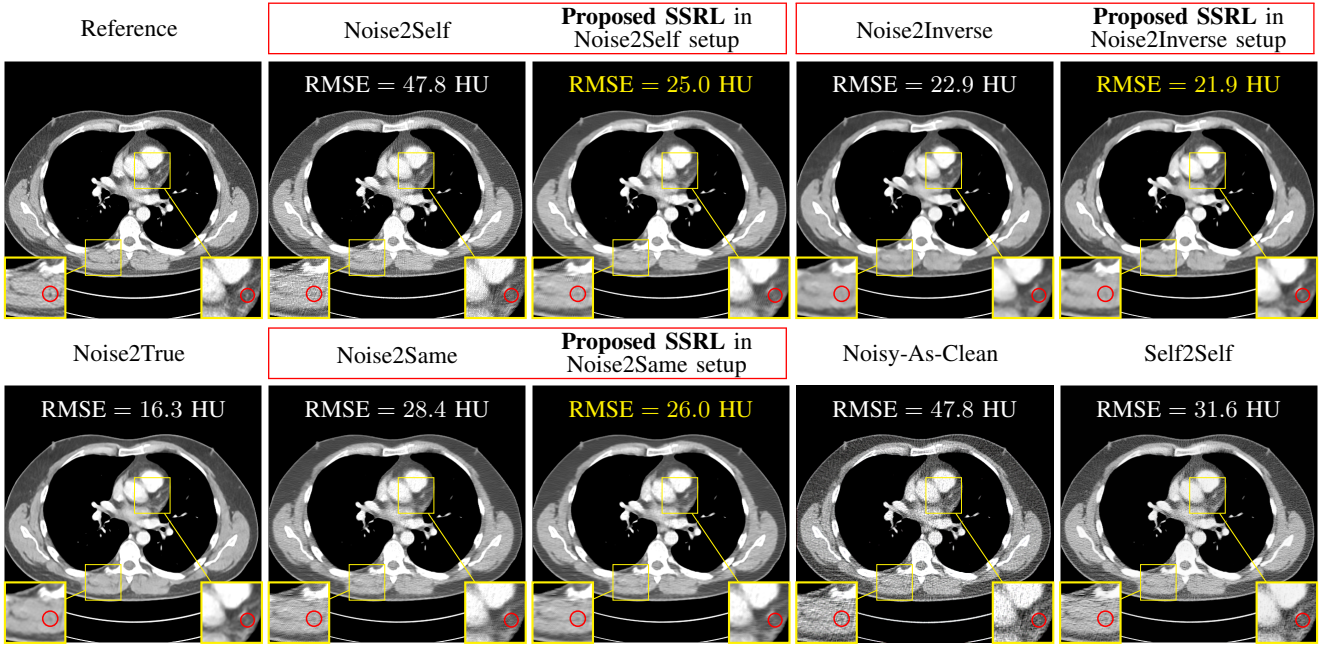 Reference
Noise2Self
Proposed SSRL in
Noise2Self setup
Noise2Inverse
Proposed SSRL in
Noise2Inverse setup
RMSE = 47.8 HU
RMSE = 25.0 HU
RMSE = 22.9 HU
RMSE = 21.9 HU
Noise2True
Noise2Same
Proposed SSRL in
Noise2Same setup
Noisy-As-Clean
Self2Self
RMSE = 16.3 HU
RMSE = 28.4 HU
RMSE = 26.0 HU
RMSE = 47.8 HU
RMSE = 31.6 HU